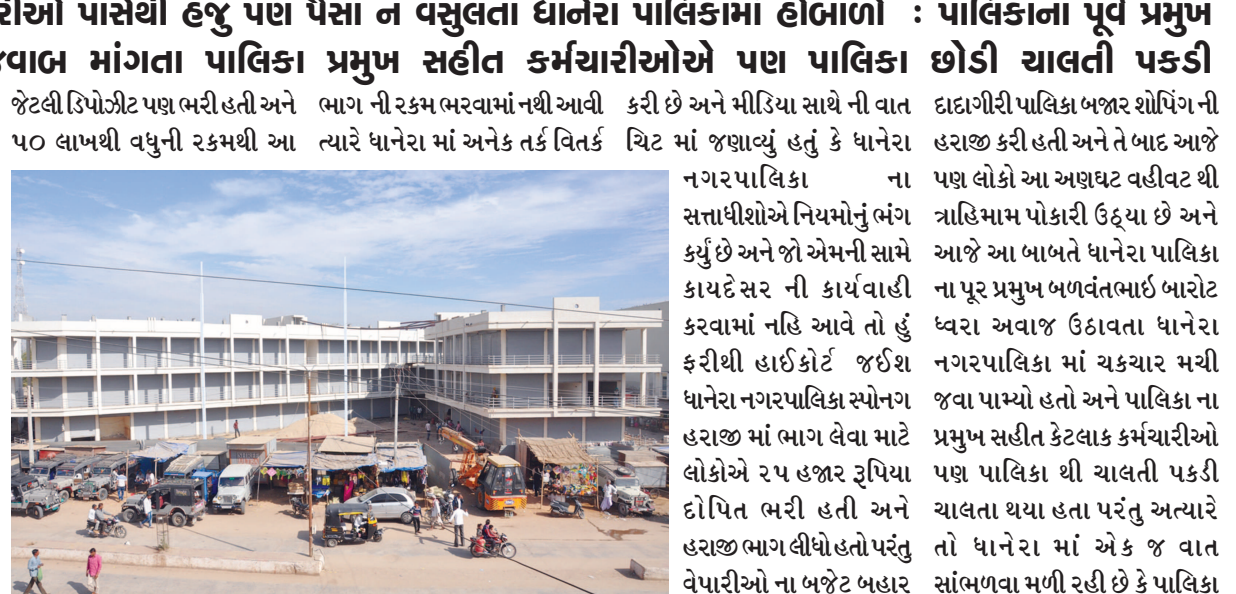 રીઓ પાસેથી હજુ પણ પૈસા ન વસુલતા ધાનેરા પાલિકામાં હોબાળો : પાલિકાના પૂર્વ પ્રમુખ
જવાબ માંગતા પાલિકા પ્રમુખ સહીત કર્મચારીઓએ પણ પાલિકા છોડી ચાલતી પકડી
જેટલી ડિપોઝીટ પણ ભરી હતી અને
૫૦ લાખથી વધુની રકમથી આ
ભાગ ની રકમ ભરવામાં નથી આવી
ત્યારે ધાનેરા માં અનેક તર્ક વિતર્ક
કરી છે અને મીડિયા સાથે ની વાત
ચિટ માં જણાવ્યું હતું કે ધાનેરા
નગરપાલિકા ના
સત્તાધીશોએ નિયમોનું ભંગ
કર્યું છે અને જો એમની સામે
કાયદેસર ની કાર્યવાહી
કરવામાં નહિ આવે તો હું
ફરીથી હાઈકોર્ટ જઈશ
ધાનેરા નગરપાલિકા સ્પોનગ
હરાજી માં ભાગ લેવા માટે
લોકોએ ૨૫ હજાર રૂપિયા
દોપિત ભરી હતી અને
હરાજી ભાગ લીધો હતો પરંતુ
વેપારીઓ ના બજેટ બહાર
દાદાગીરી પાલિકા બજાર શોપિંગ ની
હરાજી કરી હતી અને તે બાદ આજે
પણ લોકો આ અણઘટ વહીવટ થી
ત્રાહિમામ પોકારી ઉઠ્યા છે અને
આજે આ બાબતે ધાનેરા પાલિકા
ના પૂર પ્રમુખ બળવંતભાઇ બારોટ
ધ્વરા અવાજ ઉઠાવતા ધાનેરા
નગરપાલિકા માં ચકચાર મચી
જવા પામ્યો હતો અને પાલિકા ના
પ્રમુખ સહીત કેટલાક કર્મચારીઓ
પણ પાલિકા થી ચાલતી પકડી
ચાલતા થયા હતા પરંતુ અત્યારે
તો ધાનેરા માં એક જ વાત
સાંભળવા મળી રહી છે કે પાલિકા